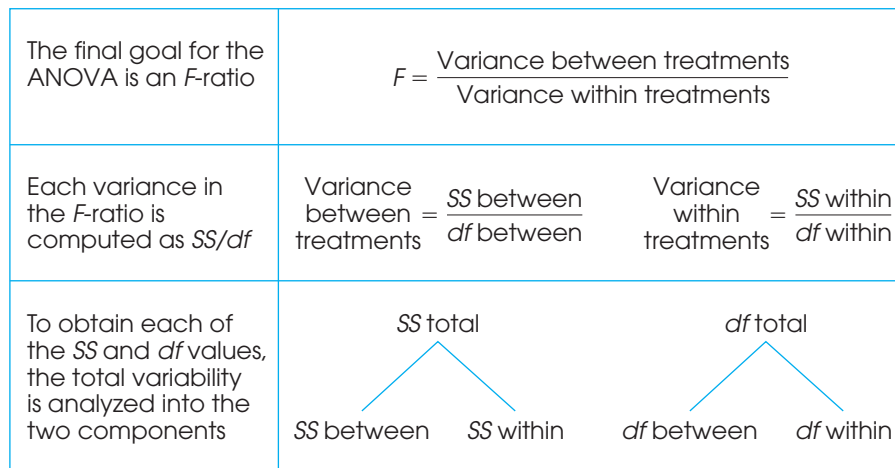 The final goal for the
ANOVA is an F-ratio
F = Variance between treatments
Variance within treatments
Each variance in
the F-ratio is
computed as SS/df
Variance
between
treatments
= SS between
df between
Variance
within
treatments
= SS within
df within
To obtain each of
the SS and df values,
the total variability
is analyzed into the
two components
SS total
SS between SS within
df total
df between df within